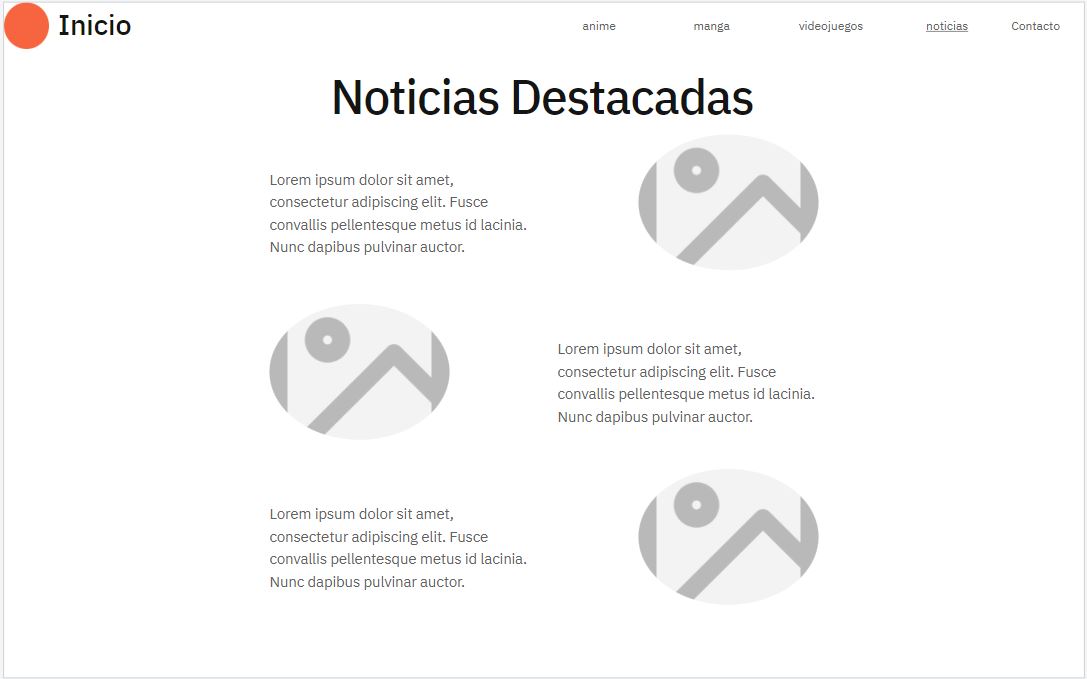 Inicio
anime
manga
videojuegos
noticias
Contacto
Noticias Destacadas
Lorem ipsum dolor sit amet,
consectetur adipiscing elit. Fusce
convallis pellentesque metus id lacinia.
Nunc dapibus pulvinar auctor.
Lorem ipsum dolor sit amet,
consectetur adipiscing elit. Fusce
convallis pellentesque metus id lacinia.
Nunc dapibus pulvinar auctor.
Lorem ipsum dolor sit amet,
consectetur adipiscing elit. Fusce
convallis pellentesque metus id lacinia.
Nunc dapibus pulvinar auctor.